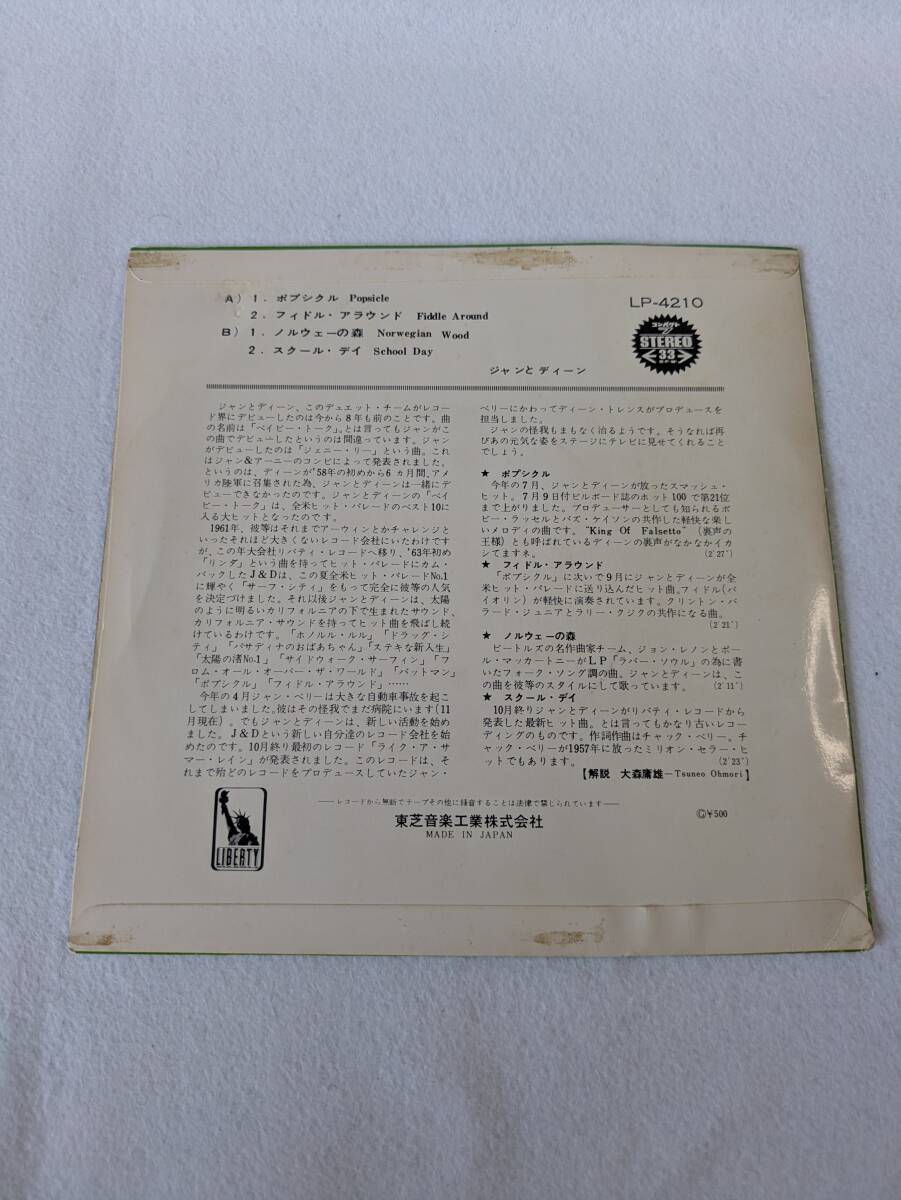 A) 1. ポプシクル Popsicle
2. フィドル・アラウンド Fiddle Around
B) 1. ノルウェーの森 Norwegian Wood
2. スクール・デイ School Day
ジャンと ディーン
LP-4210
コンパクト
STEREO
33
ジャンとディーン、このデュエット・チームがレコー
ド界にデビューしたのは今から8年も前のことです。曲
の名前は「ベイビー・トーク」。とは言ってもジャンがこ
の曲でデビューしたというのは間違っています。ジャン
がデビューしたのは「ジェニー・リー」という曲。これ
はジャン&アーニーのコンビによって発表されました。
というのは、ディーンが'58年の初めから6ヵ月間、アメ
リカ陸軍に召集された為、ジャンとディーンは一緒にデ
ビューできなかったのです。ジャンとディーンの「ベイ
ビー・トーク」は、全米ヒット・パレードのベスト10に
入る大ヒットとなったのです。
1961年、彼等はそれまでアーウィンとかチャレンジと
いったそれほど大きくないレコード会社にいたわけです
が、この年大会社リバティ・レコードへ移り、'63年初め
「リンダ」という曲を持ってヒット・パレードにカム・
バックしたJ&Dは、この夏全米ヒット・パレードNo.1
に輝やく「サーフ・シティ」をもって完全に彼等の人気
を決定づけました。それ以後ジャンとディーンは、太陽
のように明るいカリフォルニアの下で生まれたサウンド、
カリフォルニア・サウンドを持ってヒット曲を飛ばし続
けているわけです。「ホノルル・ルル」「ドラッグ・シ
ティ」「パサディナのおばあちゃん」「ステキな新入生」
「太陽の渚No.1」「サイドウォーク・サーフィン」「フ
ロム・オール・オーバー・ザ・ワールド」「バットマン」
「ポプシクル」「フィドル・アラウンド」……
今年の4月ジャン・ベリーは大きな自動車事故を起こ
してしまいました。彼はその怪我でまだ病院にいます(11
月現在)。でもジャンとディーンは、新しい活動を始め
ました。J&Dという新しい自分達のレコード会社を始
めたのです。10月終り最初のレコード「ライク・ア・サ
マー・レイン」が発表されました。このレコードは、そ
れまで殆どのレコードをプロデュースしていたジャン・
ベリーにかわってディーン・トレンスがプロデュースを
担当しました。
ジャンの怪我もまもなく治るようです。そうなれば再
びあの元気な姿をステージにテレビに見せてくれること
でしょう。
★ ポプシクル
今年の7月、ジャンとディーンが放ったスマッシュ・
ヒット。7月9日付ビルボード誌のホット100で第21位
まで上がりました。プロデューサーとしても知られるボ
ビー・ラッセルとバズ・ケイソンの共作した軽快な楽し
いメロディの曲です。"King Of Falsetto"(裏声の
王様)とも呼ばれているディーンの裏声がなかなかイカ
シてますネ。 (2′27″)
★ フィドル・アラウンド
「ポプシクル」に次いで9月にジャンとディーンが全
米ヒット・パレードに送り込んだヒット曲。フィドル(バ
イオリン)が軽快に演奏されています。クリントン・バ
ラード・ジュニアとラリー・クジクの共作になる曲。
(2′21″)
★ ノルウェーの森
ビートルズの名作曲家チーム、ジョン・レノンとポー
ル・マッカートニーがLP「ラバー・ソウル」の為に書
いたフォーク・ソング調の曲。ジャンとディーンは、こ
の曲を彼等のスタイルにして歌っています。 (2′11″)
★ スクール・デイ
10月終りジャンとディーンがリバティ・レコードから
発表した最新ヒット曲。とは言ってもかなり古いレコー
ディングのものです。作詞作曲はチャック・ベリー。チ
ャック・ベリーが1957年に放ったミリオン・セラー・ヒ
ットでもあります。 (2′23″)
【解説 大森庸雄—Tsuneo Ohmori】
LIBERTY
——レコードから無断でテープその他に録音することは法律で禁じられています——
東芝音楽工業株式会社
MADE IN JAPAN
Ⓖ¥500